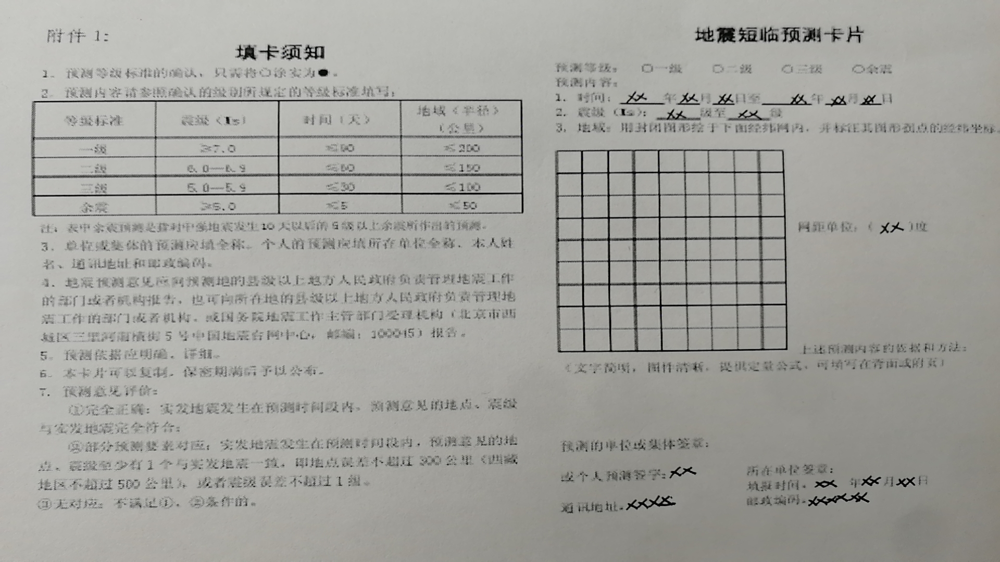 附件 1:
填卡须知
1. 预测等级标准的确认，只需将○涂实为●。
2. 预测内容请参照确认的级别所规定的等级标准填写：
等级标准 震级（Ms） 时间（天） 地域（半径）（公里）
一级 ≥7.0 ≤90 ≤200
二级 6.0—6.9 ≤60 ≤150
三级 5.0—5.9 ≤30 ≤100
余震 ≥5.0 ≤5 ≤50
注：表中余震预测是指对中强地震发生10天以后的5级以上余震所作出的预测。
3. 单位或集体的预测应填全称。个人的预测应填所在单位全称、本人姓
名、通讯地址和邮政编码。
4. 地震预测意见应向预测地的县级以上地方人民政府负责管理地震工作
的部门或者机构报告，也可向所在地的县级以上地方人民政府负责管理地
震工作的部门或者机构、或国务院地震工作主管部门受理机构（北京市西
城区三里河南横街5号中国地震台网中心，邮编：100045）报告。
5. 预测依据应明确、详细。
6. 本卡片可以复制，保密期满后予以公布。
7. 预测意见评价：
①完全正确：实发地震发生在预测时间段内，预测意见的地点、震级
与实发地震完全符合；
②部分预测要素对应：实发地震发生在预测时间段内，预测意见的地
点、震级至少有1个与实发地震一致，即地点误差不超过300公里（西藏
地区不超过500公里），或者震级误差不超过1级。
③无对应：不满足①、②条件的。
地震短临预测卡片
预测等级： ○一级 ○二级 ○三级 ○余震
预测内容：
1. 时间：XX年XX月XX日至XX年XX月XX日
2. 震级（Ms）：XX级至XX级
3. 地域：用封闭图形绘于下面经纬网内，并标注其图形拐点的经纬坐标。
网距单位：（XX）度
上述预测内容的依据和方法：
（文字简明，图件清晰，提供定量公式，可填写在背面或附页）
预测的单位或集体签章：
或个人预测签字：XX
所在单位签章：
填报时间：XX 年XX月XX日
通讯地址：XXXX
邮政编码：XXXXXX